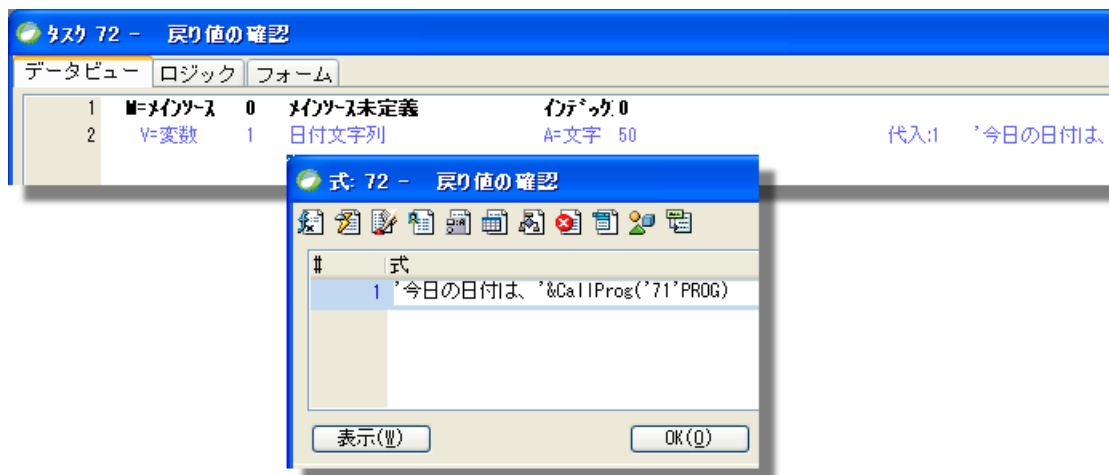 タスク 72 - 戻り値の確認
データビュー ロジック フォーム
1 M=メインソース 0 メインソース未定義 インデックス 0
2 V=変数 1 日付文字列 A=文字 50 代入:1 '今日の日付は、
式: 72 - 戻り値の確認
# 式
1 '今日の日付は、'&CallProg('71'PROG)
表示(W) OK(O)